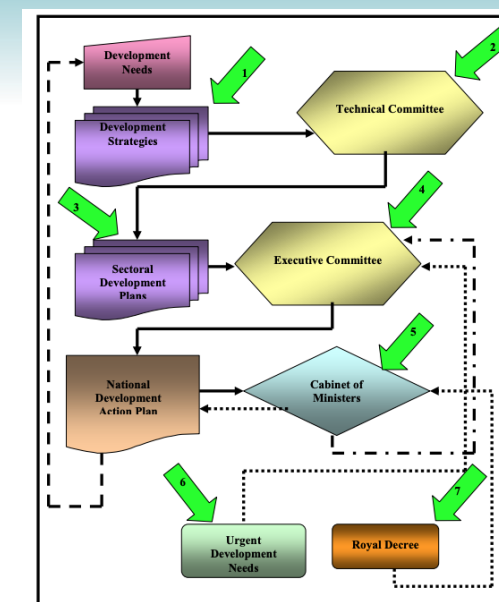 Development
Needs
1
2
Technical Committee
Development
Strategies
3
4
Sectoral
Development
Plans
Executive Committee
5
National
Development
Action Plan
Cabinet of
Ministers
6
7
Urgent
Development
Needs
Royal Decree